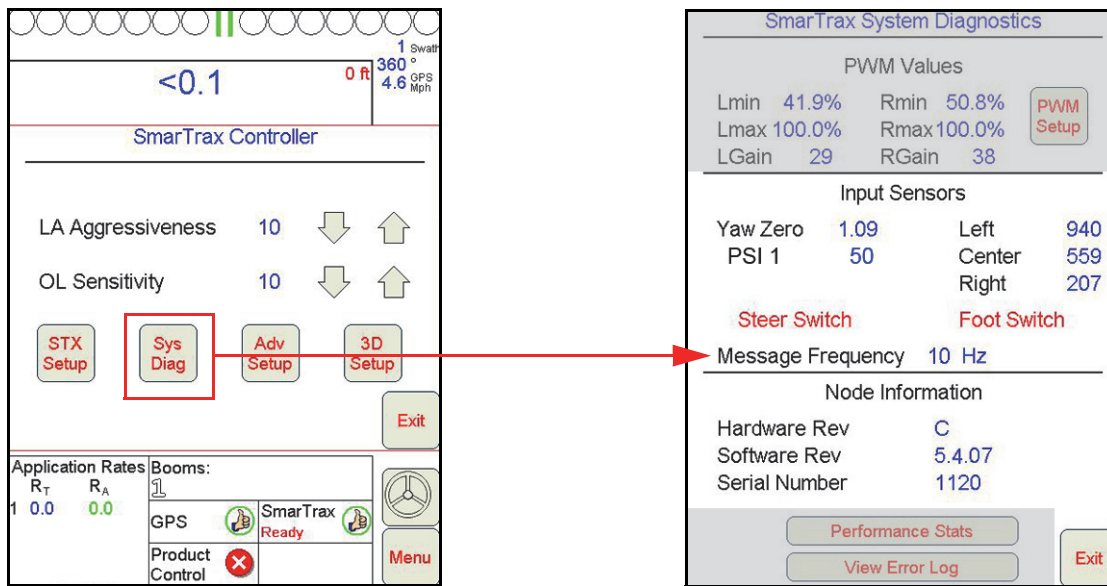 1 Swath
360 °
<0.1
0 ft
4.6 GPS Mph
SmarTrax Controller
LA Aggressiveness 10
OL Sensitivity 10
STX Setup
Sys Diag
Adv Setup
3D Setup
Exit
Application Rates
RT RA
1 0.0 0.0
Booms:
1
GPS
SmarTrax
Ready
Product Control
Menu
SmarTrax System Diagnostics
PWM Values
Lmin 41.9% Rmin 50.8%
Lmax 100.0% Rmax 100.0%
LGain 29 RGain 38
PWM Setup
Input Sensors
Yaw Zero 1.09 Left 940
PSI 1 50 Center 559
Right 207
Steer Switch Foot Switch
Message Frequency 10 Hz
Node Information
Hardware Rev C
Software Rev 5.4.07
Serial Number 1120
Performance Stats
View Error Log
Exit